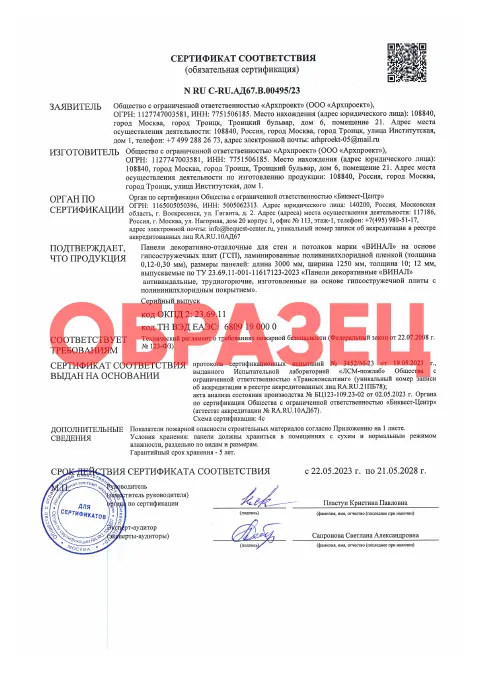 СЕРТИФИКАТ СООТВЕТСТВИЯ
(обязательная сертификация)
N RU C-RU.АД67.В.00495/23
ЗАЯВИТЕЛЬ
Общество с ограниченной ответственностью «Архпроект» (ООО «Архпроект»),
ОГРН: 1127747003581, ИНН: 7751506185. Место нахождения (адрес юридического лица): 108840,
город Москва, город Троицк, Троицкий бульвар, дом 6, помещение 21. Адрес места
осуществления деятельности: 108840, Россия, город Москва, город Троицк, улица Институтская,
дом 1, телефон: +7 499 288 26 73, адрес электронной почты: arhproekt-05@mail.ru
ИЗГОТОВИТЕЛЬ
Общество с ограниченной ответственностью «Архпроект» (ООО «Архпроект»),
ОГРН: 1127747003581, ИНН: 7751506185. Место нахождения (адрес юридического лица):
108840, город Москва, город Троицк, Троицкий бульвар, дом 6, помещение 21. Адрес места
осуществления деятельности по изготовлению продукции: 108840, Россия, город Москва,
город Троицк, улица Институтская, дом 1.
ОРГАН ПО
СЕРТИФИКАЦИИ
Орган по сертификации Общества с ограниченной ответственностью «Биквест-Центр»
ОГРН: 1165005050396, ИНН: 5005062313. Адрес юридического лица: 140200, Россия, Московская
область, г. Воскресенск, ул. Гиганта, д. 2. Адрес (адреса) места осуществления деятельности: 117186,
Россия, г. Москва, ул. Нагорная, дом 20 корпус 1, офис № 113, этаж-1, телефон: +7(495) 980-51-17,
адрес электронной почты: info@bequest-center.ru, уникальный номер записи об аккредитации в реестре
аккредитованных лиц RA.RU.10АД67
ПОДТВЕРЖДАЕТ,
ЧТО ПРОДУКЦИЯ
Панели декоративно-отделочные для стен и потолков марки «ВИНАЛ» на основе
гипсостружечных плит (ГСП), ламинированные поливинилхлоридной пленкой (толщина
0,12-0,30 мм), размеры панелей: длина 3000 мм, ширина 1250 мм, толщина 10; 12 мм,
выпускаемые по ТУ 23.69.11-001-11617123-2023 «Панели декоративные «ВИНАЛ»
антивандальные, трудногорючие, изготовленные на основе гипсостружечной плиты с
поливинилхлоридным покрытием».
Серийный выпуск
код ОКПД 2: 23.69.11
код ТН ВЭД ЕАЭС: 6809 19 000 0
ОБРАЗЕЦ
СООТВЕТСТВУЕТ
ТРЕБОВАНИЯМ
Технический регламент о требованиях пожарной безопасности (Федеральный закон от 22.07.2008 г.
№ 123-ФЗ).
СЕРТИФИКАТ СООТВЕТСТВИЯ
ВЫДАН НА ОСНОВАНИИ
протокола сертификационных испытаний № 3452/М-23 от 19.05.2023 г.,
выданного Испытательной лабораторией «ЛСМ-пожлаб» Общества с
ограниченной ответственностью «Трансконсалтинг» (уникальный номер записи
об аккредитации в реестре аккредитованных лиц RA.RU.21ПБ78);
акта анализа состояния производства № БЦ123-109.23-02 от 02.05.2023 г. Органа
по сертификации Общества с ограниченной ответственностью «Биквест-Центр»
(аттестат аккредитации № RA.RU.10АД67).
Схема сертификации: 4с
ДОПОЛНИТЕЛЬНЫЕ
СВЕДЕНИЯ
Показатели пожарной опасности строительных материалов согласно Приложению на 1 листе.
Условия хранения: панели должны храниться в помещениях с сухим и нормальным режимом
влажности, раздельно по видам и размерам.
Гарантийный срок хранения - 5 лет.
СРОК ДЕЙСТВИЯ СЕРТИФИКАТА СООТВЕТСТВИЯ с 22.05.2023 г. по 21.05.2028 г.
М.П.
Руководитель
(заместитель руководителя)
органа по сертификации
(подпись)
Плястун Кристина Павловна
(фамилия, имя, отчество (последнее при наличии)
ДЛЯ
СЕРТИФИКАТОВ
МОСКВА
Эксперт-аудитор
(эксперты-аудиторы)
(подпись)
Сапронова Светлана Александровна
(фамилия, имя, отчество (последнее при наличии)